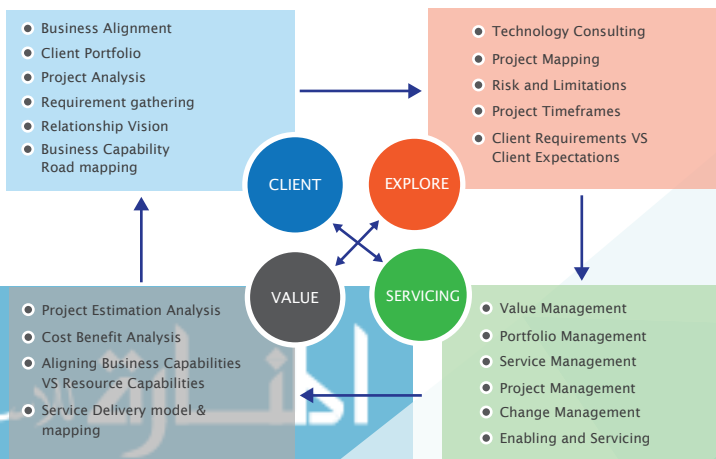 Business Alignment
Client Portfolio
Project Analysis
Requirement gathering
Relationship Vision
Business Capability
Road mapping
Technology Consulting
Project Mapping
Risk and Limitations
Project Timeframes
Client Requirements VS
Client Expectations
CLIENT
EXPLORE
VALUE
SERVICING
Project Estimation Analysis
Cost Benefit Analysis
Aligning Business Capabilities
VS Resource Capabilities
Service Delivery model &
mapping
Value Management
Portfolio Management
Service Management
Project Management
Change Management
Enabling and Servicing